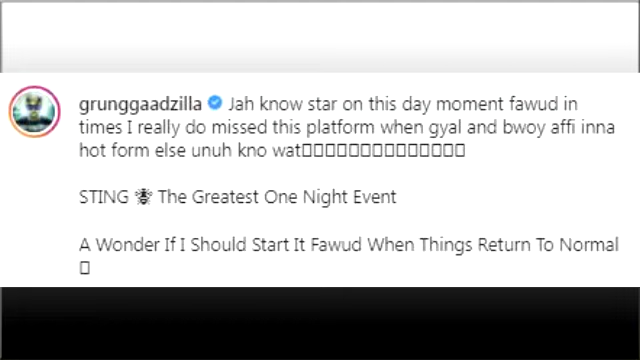 grunggaadzilla Jah know star on this day moment fawud in
times I really do missed this platform when gyal and bwoy affi inna
hot form else unuh kno wat▯▯▯▯▯▯▯▯▯▯▯▯▯▯
STING 🕷 The Greatest One Night Event
A Wonder If I Should Start It Fawud When Things Return To Normal
▯